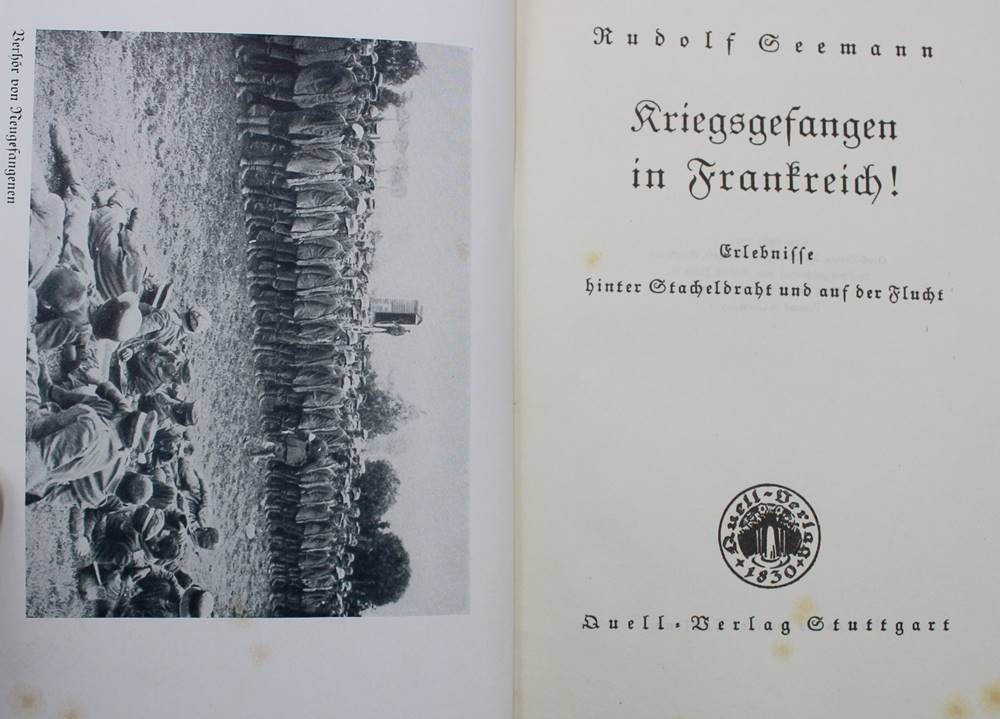 Verhör von Neugefangenen
Rudolf Seemann
Kriegsgefangen
in Frankreich!
Erlebnisse
hinter Stacheldraht und auf der Flucht
Quell-Verlag
1830
Quell-Verlag Stuttgart